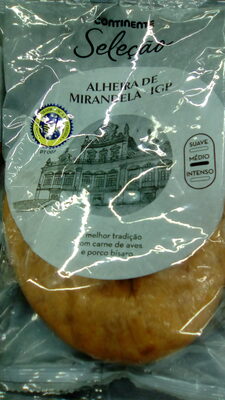 CONTINENTE
Seleção
ALHEIRA DE
MIRANDELA - IGP
SUAVE
MÉDIO
INTENSO
melhor tradição
com carne de aves
e porco bísaro